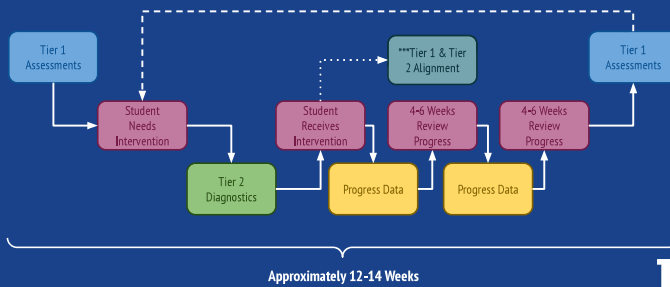 Tier 1
Assessments
***Tier 1 & Tier
2 Alignment
Tier 1
Assessments
Student
Needs
Intervention
Student
Receives
Intervention
4-6 Weeks
Review
Progress
4-6 Weeks
Review
Progress
Tier 2
Diagnostics
Progress Data
Progress Data
Approximately 12-14 Weeks